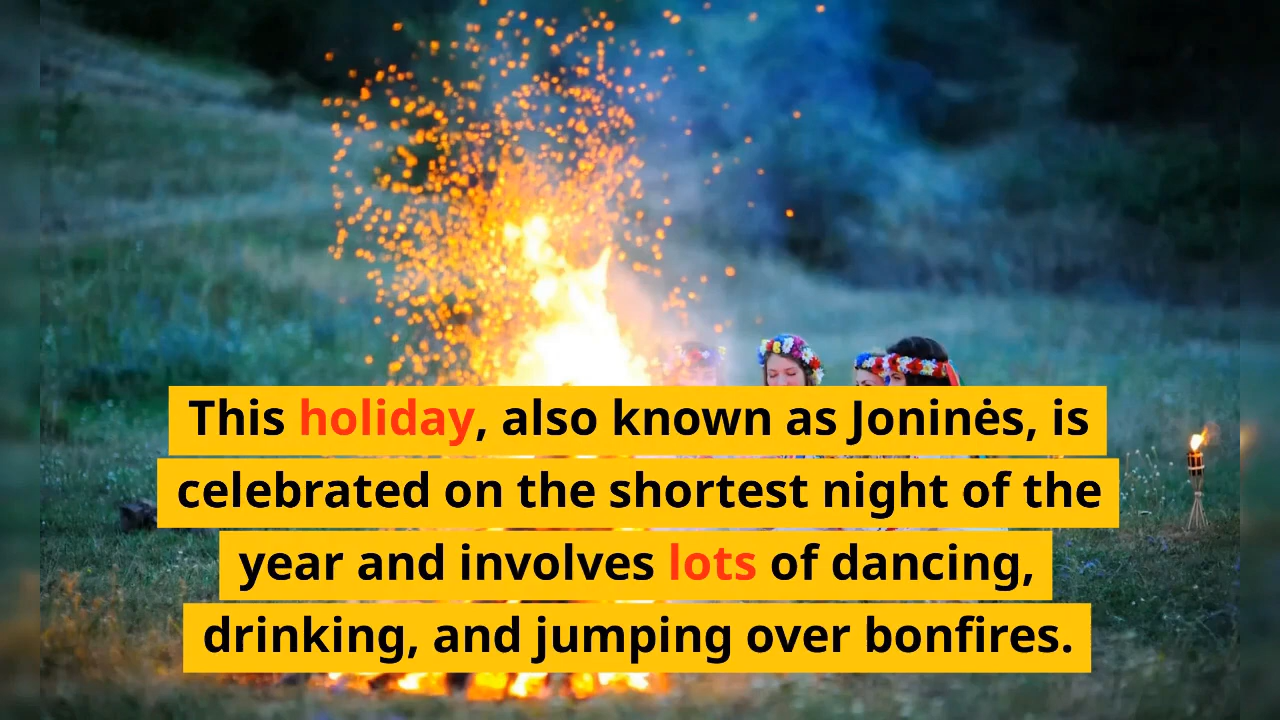 This holiday, also known as Joninės, is
celebrated on the shortest night of the
year and involves lots of dancing,
drinking, and jumping over bonfires.